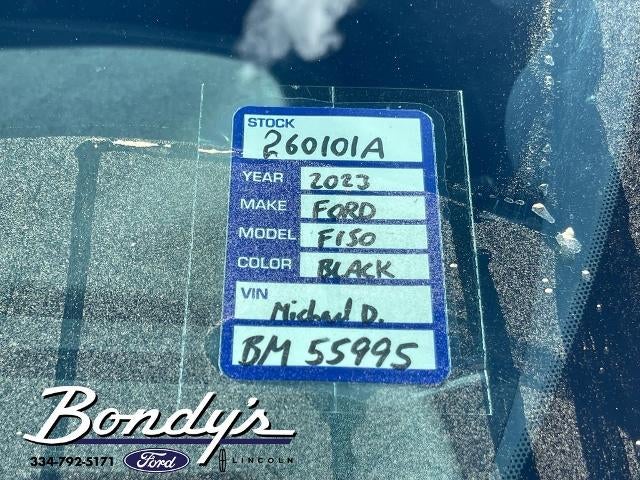 STOCK
260101A
YEAR 2023
MAKE FORD
MODEL F150
COLOR BLACK
VIN
Michael D.
BM 55995
Bondy's
334-792-5171 Ford LINCOLN